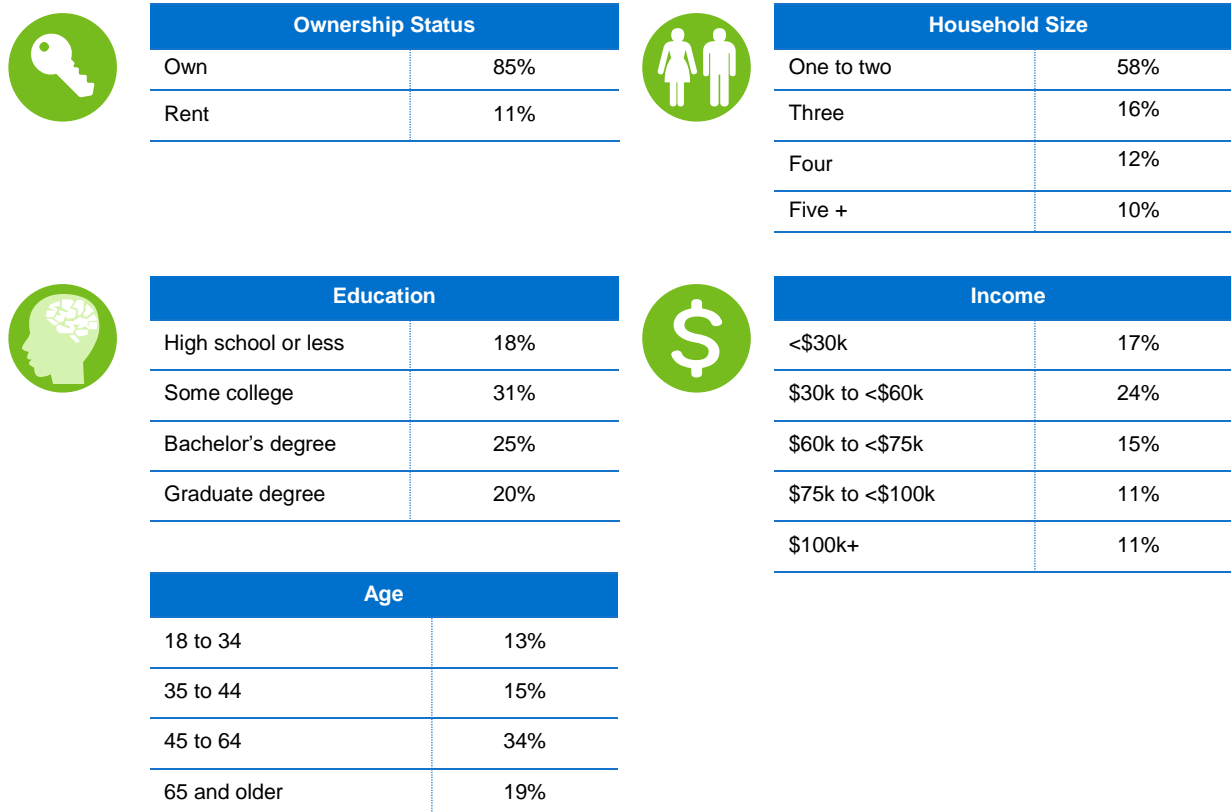 Ownership Status
Own 85%
Rent 11%
Household Size
One to two 58%
Three 16%
Four 12%
Five + 10%
Education
High school or less 18%
Some college 31%
Bachelor’s degree 25%
Graduate degree 20%
Income
<$30k 17%
$30k to <$60k 24%
$60k to <$75k 15%
$75k to <$100k 11%
$100k+ 11%
Age
18 to 34 13%
35 to 44 15%
45 to 64 34%
65 and older 19%